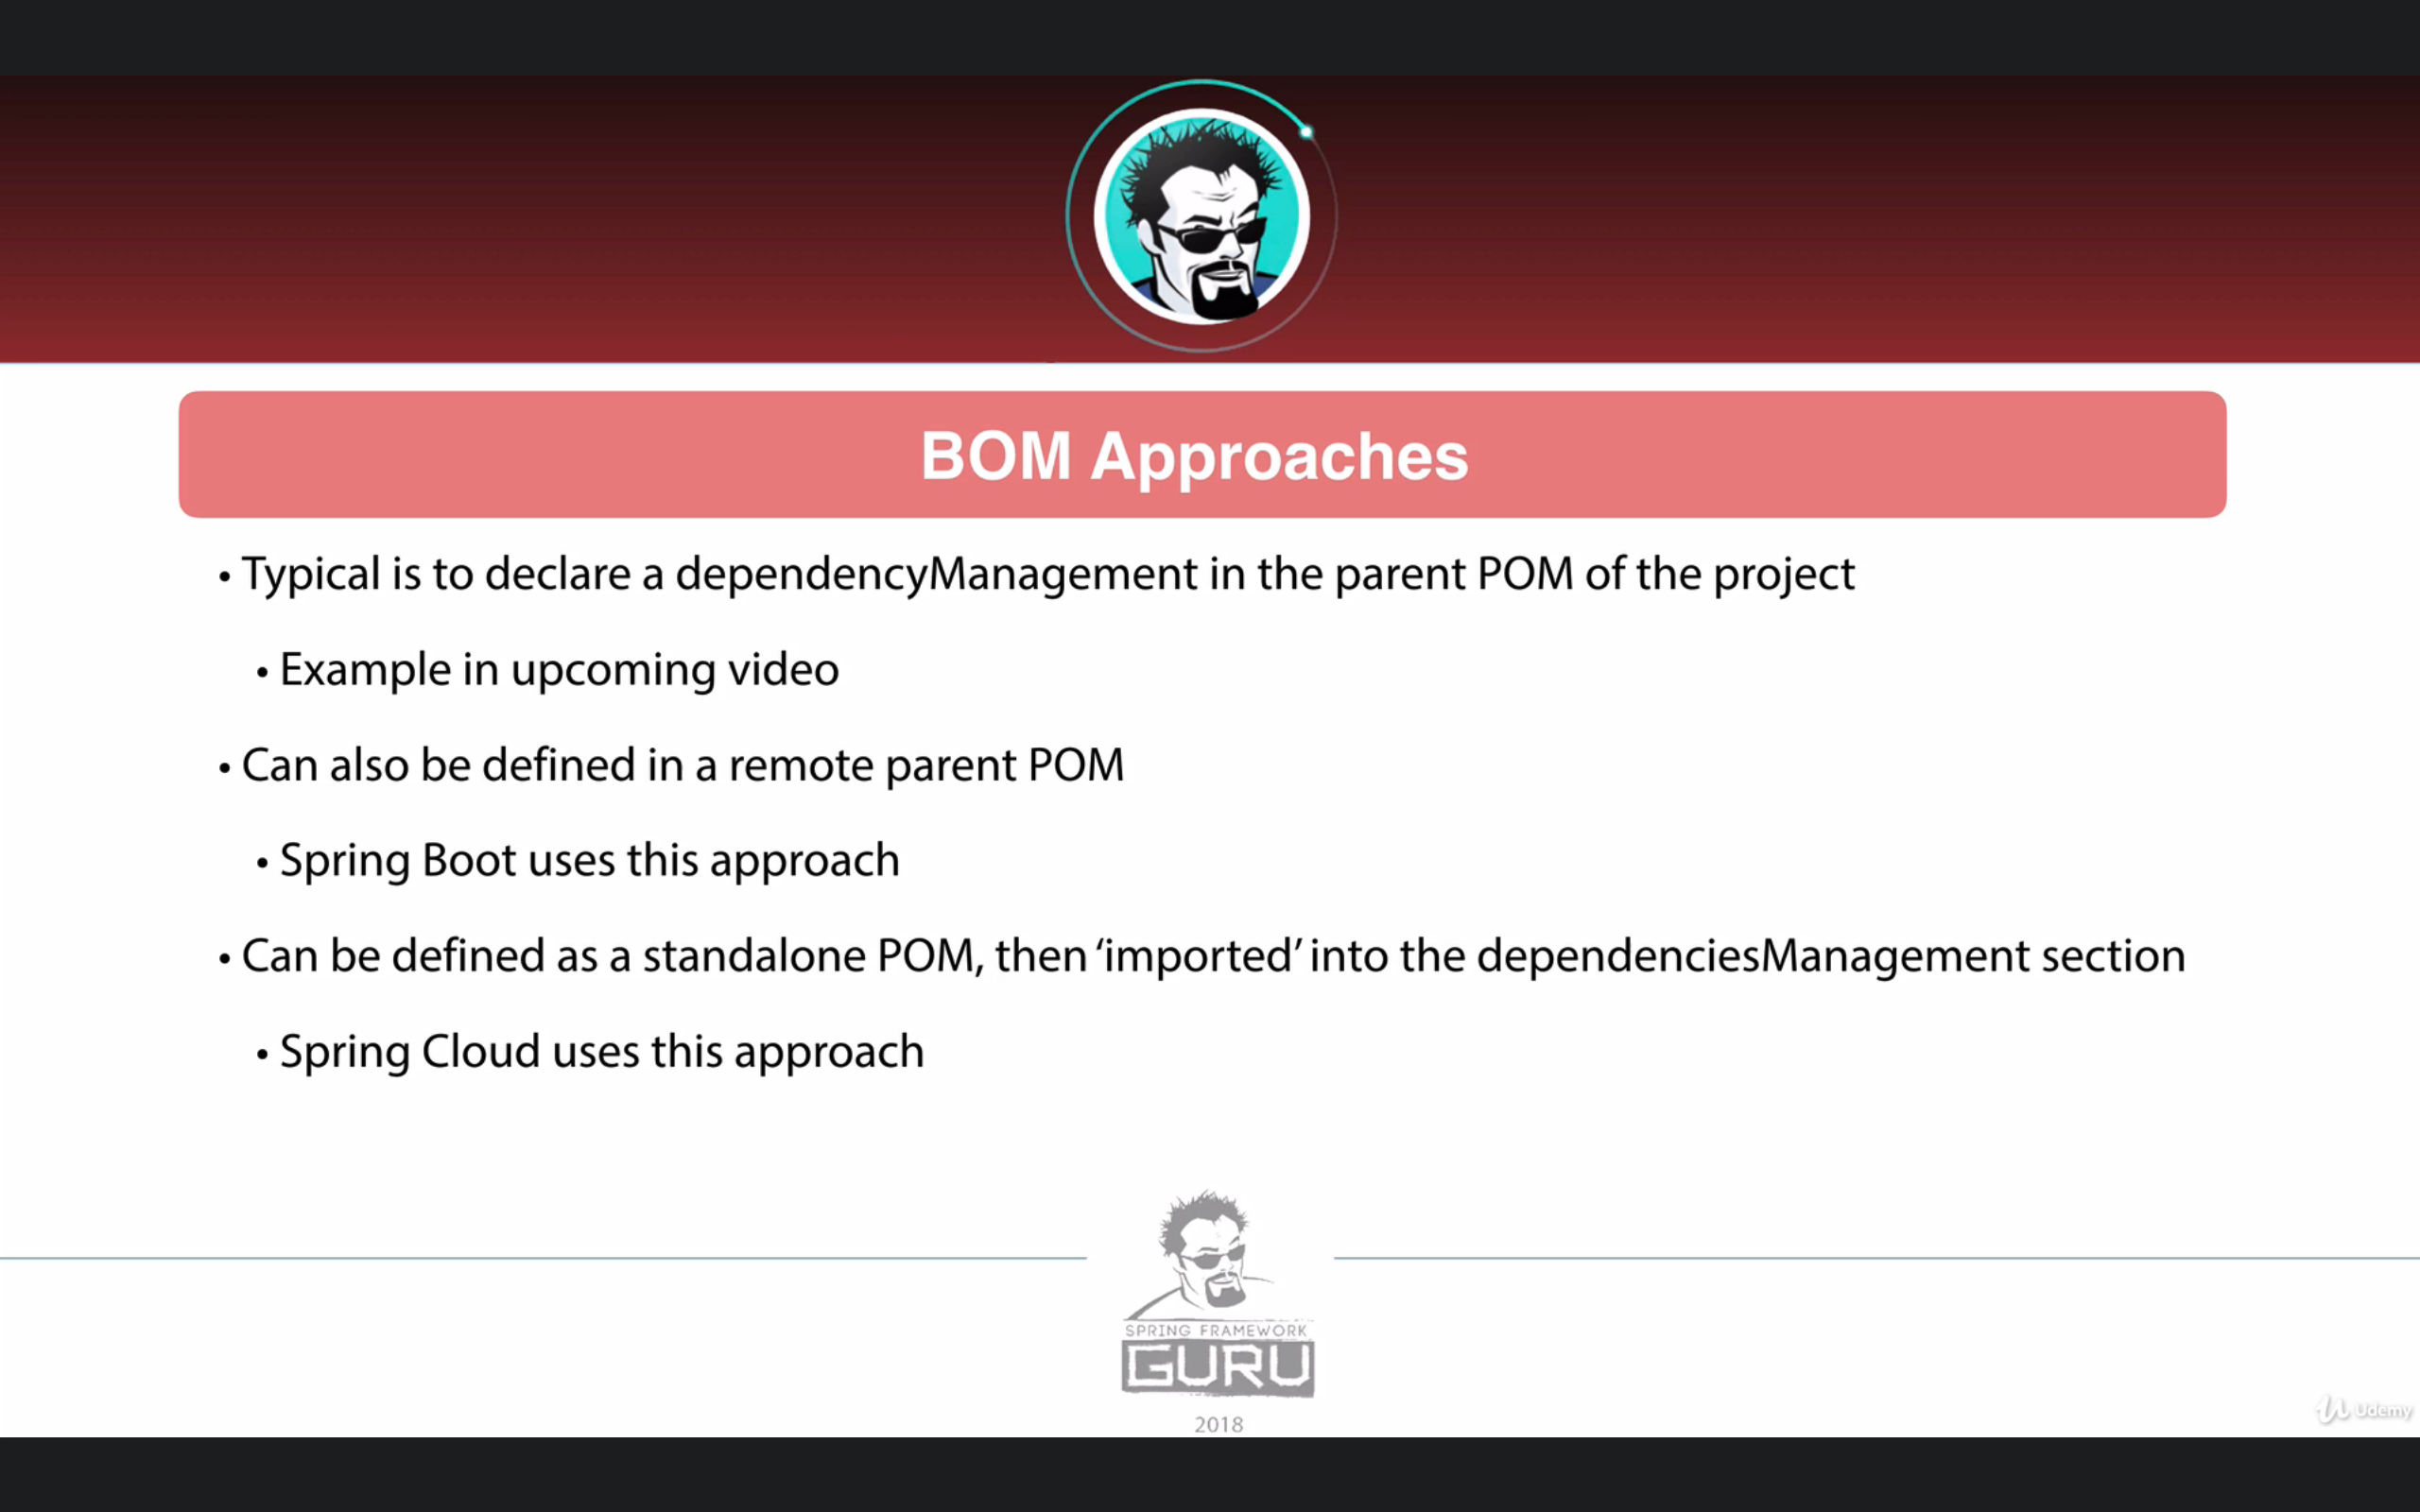 BOM Approaches
• Typical is to declare a dependencyManagement in the parent POM of the project
• Example in upcoming video
• Can also be defined in a remote parent POM
• Spring Boot uses this approach
• Can be defined as a standalone POM, then ‘imported’ into the dependenciesManagement section
• Spring Cloud uses this approach
SPRING FRAMEWORK
GURU
2018
Udemy